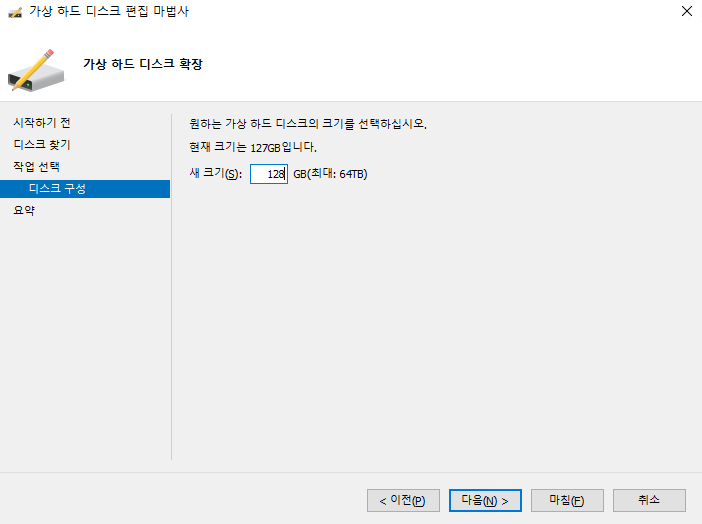 가상 하드 디스크 편집 마법사
가상 하드 디스크 확장
시작하기 전
디스크 찾기
작업 선택
디스크 구성
요약
원하는 가상 하드 디스크의 크기를 선택하십시오.
현재 크기는 127GB입니다.
새 크기(S): 128 GB(최대: 64TB)
< 이전(P) 다음(N) > 마침(F) 취소